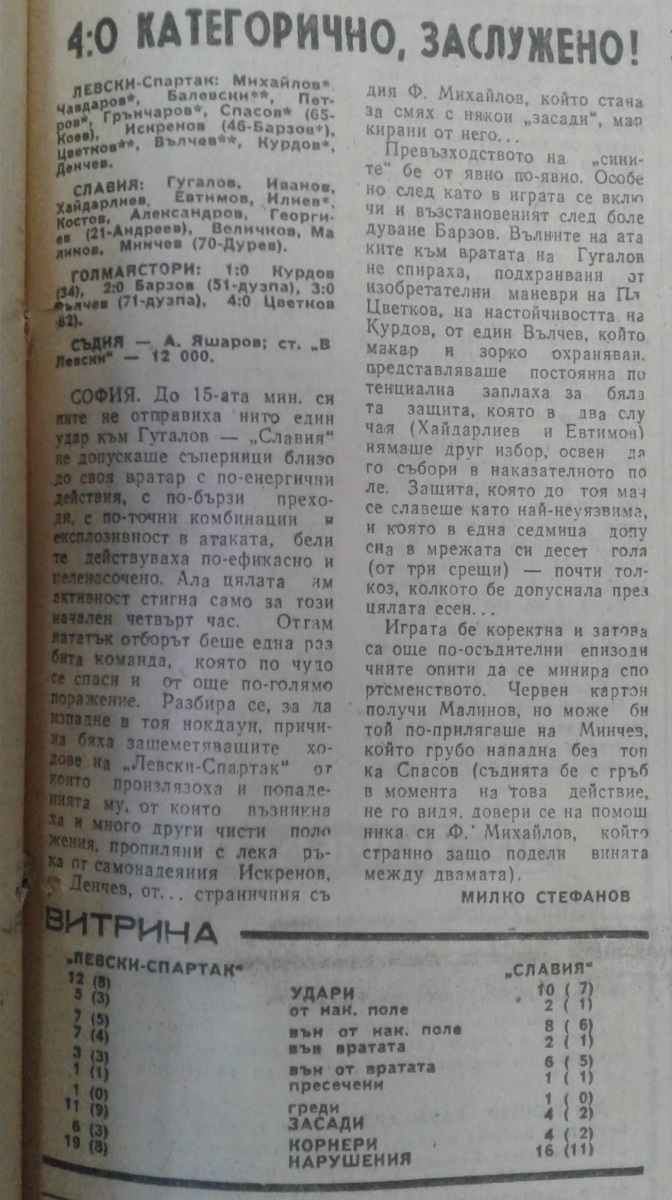 4:0 КАТЕГОРИЧНО, ЗАСЛУЖЕНО!
ЛЕВСКИ-Спартак: Михайлов*
Чавдаров*, Балевски**, Пет-
ров*, Грънчаров*, Спасов* (65-
Коев), Искренов (46-Барзов*),
Цветков**, Вълчев**, Курдов*,
Денчев.
СЛАВИЯ: Гугалов, Иванов,
Хайдарлиев, Евтимов, Илиев*,
Костов, Александров, Георги-
ев (21-Андреев), Величков, Ма
линов, Минчев (70-Дурев).
ГОЛМАЯСТОРИ: 1:0 Курдов
(34), 2:0 Барзов (51-дузпа), 3:0
Вълчев (71-дузпа), 4:0 Цветков
(82).
СЪДИЯ — А. Яшаров; ст. „В
Левски" — 12 000.
СОФИЯ. До 15-ата мин. си
ните не отправиха нито един
удар към Гугалов — „Славия"
не допускаше съперници близо
до своя вратар с по-енергични
действия, с по-бързи прехо-
ди, с по-точни комбинации и
експлозивност в атаката, бели
те действуваха по-ефикасно и
целенасочено. Ала цялата им
активност стигна само за този
начален четвърт час. Оттам
нататък отборът беше една раз
бита команда, която по чудо
се спаси и от още по-голямо
поражение. Разбира се, за да
изпадне в тоя нокдаун, причи-
на бяха зашеметяващите хо-
дове на „Левски-Спартак" от
които произлязоха и попаде-
нията му, от които възникна
ха и много други чисти поло
жения, пропиляни с лека ръ-
ка от самонадеяния Искренов,
Денчев, от... страничния съ
дия Ф. Михайлов, който стана
за смях с някои „засади", мар
кирани от него...
Превъзходството на „сини-
те" бе от явно по-явно. Особе
но след като в играта се вклю
чи и възстановеният след боле
дуване Барзов. Вълните на ата
ките към вратата на Гугалов
не спираха, подхранвани от
изобретателни маневри на Пл
Цветков, на настойчивостта на
Курдов, от един Вълчев, който
макар и зорко охраняван,
представляваше постоянна по
тенциална заплаха за бяла
та защита, която в два слу
чая (Хайдарлиев и Евтимов)
нямаше друг избор, освен да
го събори в наказателното по
ле. Защита, която до тоя мач
се славеше като най-неуязвима,
и която в една седмица допу
сна в мрежата си десет гола
(от три срещи) — почти тол-
коз, колкото бе допуснала през
цялата есен...
Играта бе коректна и затова
са още по-осъдителни епизоди
чните опити да се минира спо
ртсменството. Червен картон
получи Малинов, но може би
той по-прилягаше на Минчев,
който грубо нападна без топ
ка Спасов (съдията бе с гръб
в момента на това действие,
не го видя, довери се на помощ
ника си Ф. Михайлов, който
странно защо подели вината
между двамата).
МИЛКО СТЕФАНОВ
ВИТРИНА
„ЛЕВСКИ-СПАРТАК" „СЛАВИЯ"
12 (8) УДАРИ 10 ( 7)
5 (3) от нак. поле 2 ( 1)
7 (5) вън от нак. поле 8 ( 6)
7 (4) във вратата 2 ( 1)
3 (3) вън от вратата 6 ( 5)
1 (1) пресечени 1 ( 1)
1 (0) греди 1 ( 0)
11 (9) ЗАСАДИ 4 ( 2)
6 (3) КОРНЕРИ 4 ( 2)
19 (8) НАРУШЕНИЯ 16 (11)